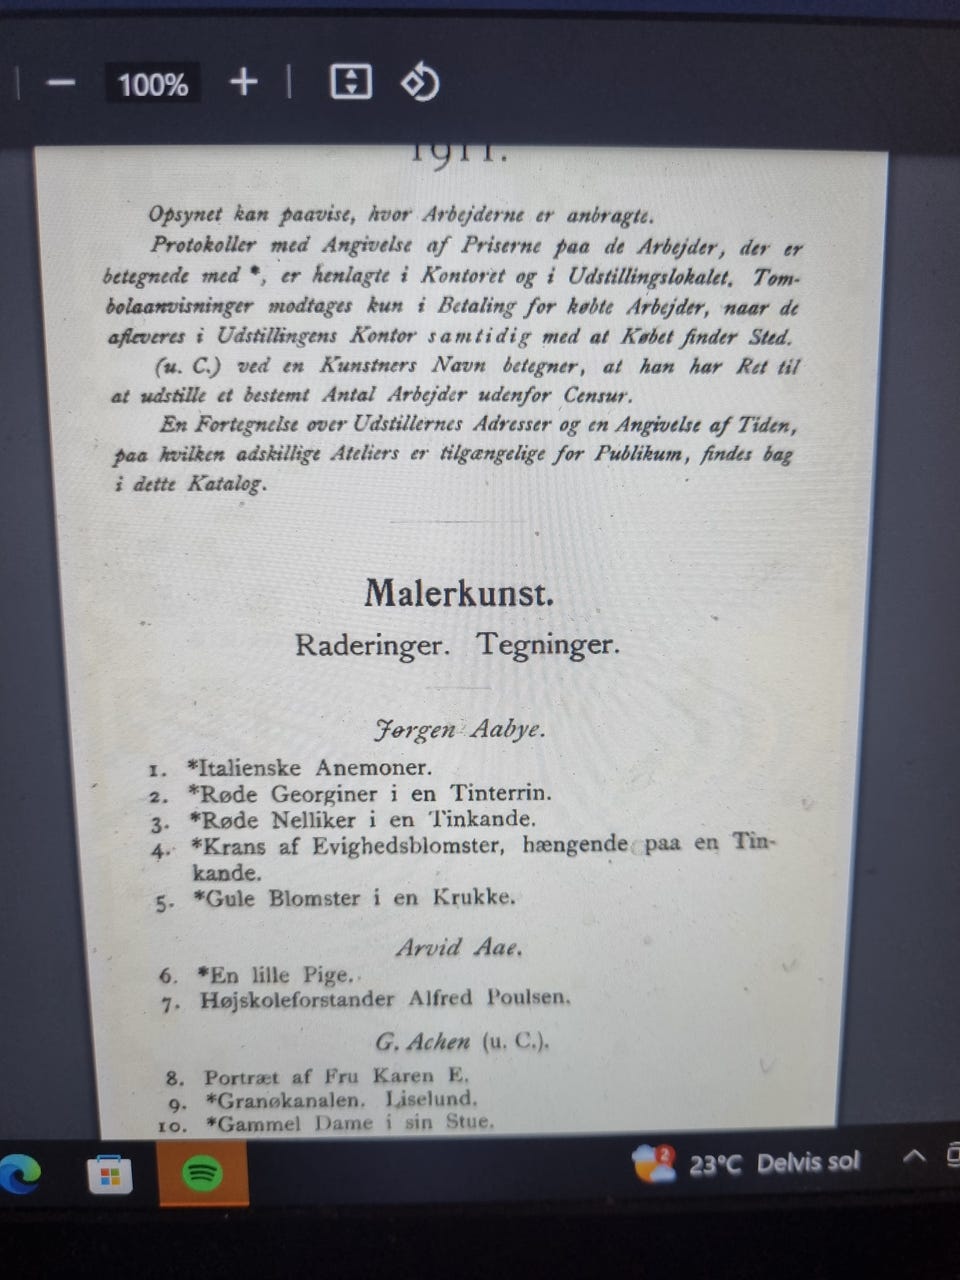 100%
1911.
Opsynet kan paavise, hvor Arbejderne er anbragte.
Protokoller med Angivelse af Priserne paa de Arbejder, der er
betegnede med *, er henlagte i Kontoret og i Udstillingslokalet. Tom-
bolaanvisninger modtages kun i Betaling for købte Arbejder, naar de
afleveres i Udstillingens Kontor samtidig med at Købet finder Sted.
(u. C.) ved en Kunstners Navn betegner, at han har Ret til
at udstille et bestemt Antal Arbejder udenfor Censur.
En Fortegnelse over Udstillernes Adresser og en Angivelse af Tiden,
paa hvilken adskillige Ateliers er tilgængelige for Publikum, findes bag
i dette Katalog.
Malerkunst.
Raderinger. Tegninger.
Jørgen Aabye.
1. *Italienske Anemoner.
2. *Røde Georginer i en Tinterrin.
3. *Røde Nelliker i en Tinkande.
4. *Krans af Evighedsblomster, hængende paa en Tin-
kande.
5. *Gule Blomster i en Krukke.
Arvid Aae.
6. *En lille Pige.
7. Højskoleforstander Alfred Poulsen.
G. Achen (u. C.).
8. Portræt af Fru Karen E.
9. *Granøkanalen. Liselund.
10. *Gammel Dame i sin Stue.
2
23°C Delvis sol